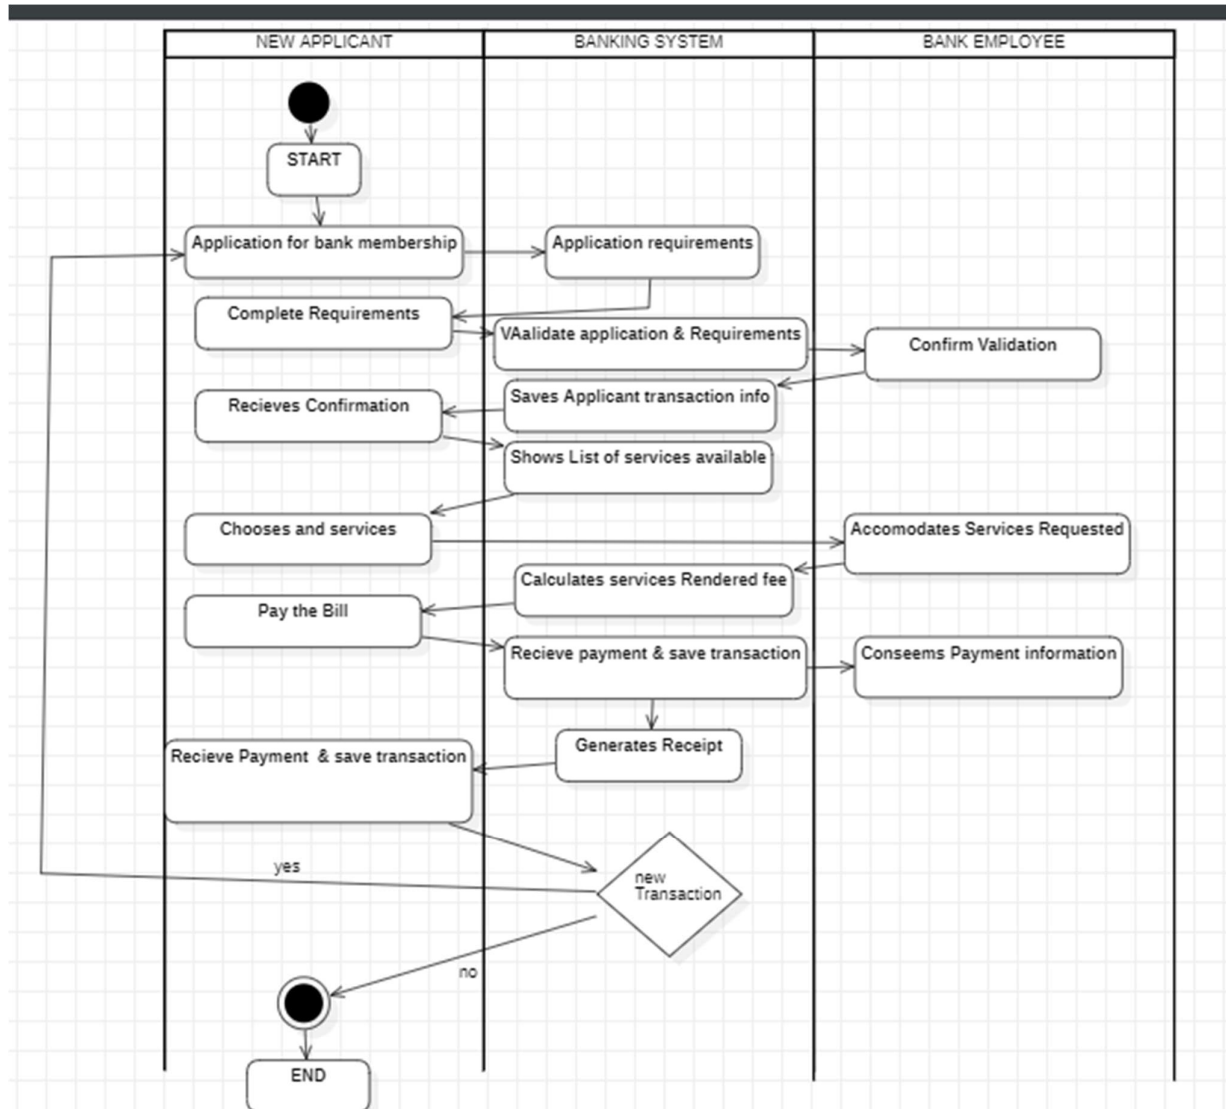 NEW APPLICANT
BANKING SYSTEM
BANK EMPLOYEE
START
Application for bank membership
Application requirements
Complete Requirements
VAalidate application & Requirements
Confirm Validation
Saves Applicant transaction info
Recieves Confirmation
Shows List of services available
Chooses and services
Accomodates Services Requested
Calculates services Rendered fee
Pay the Bill
Recieve payment & save transaction
Conseems Payment information
Generates Receipt
Recieve Payment  & save transaction
yes
new
Transaction
no
END